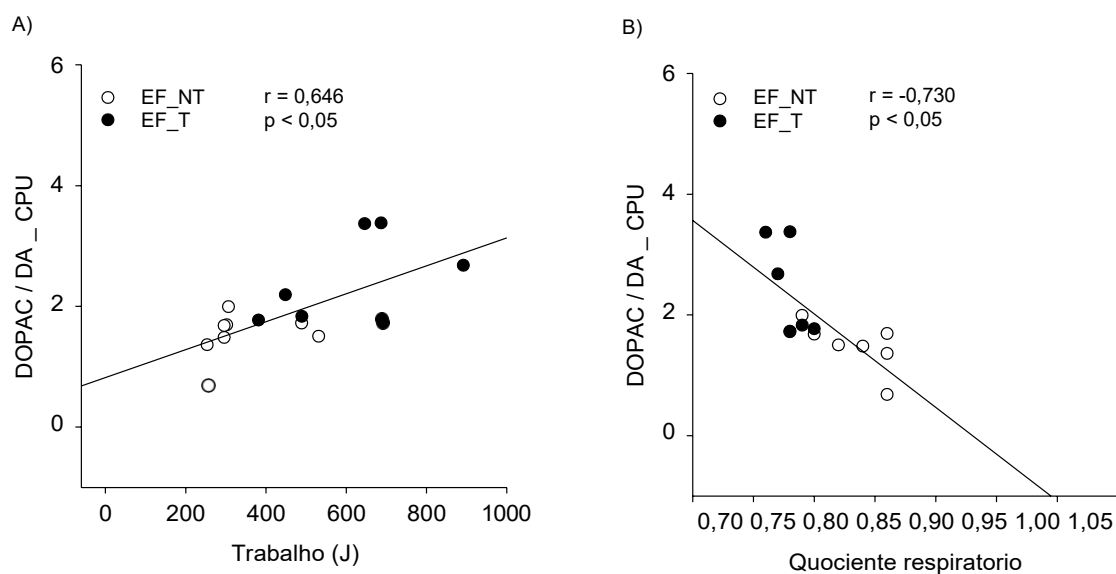 A)
6
4
2
0
DOPAC / DA _ CPU
EF_NT r = 0,646
EF_T p < 0,05
0 200 400 600 800 1000
Trabalho (J)
B)
6
4
2
0
DOPAC / DA _ CPU
EF_NT r = -0,730
EF_T p < 0,05
0,70 0,75 0,80 0,85 0,90 0,95 1,00 1,05
Quociente respiratorio